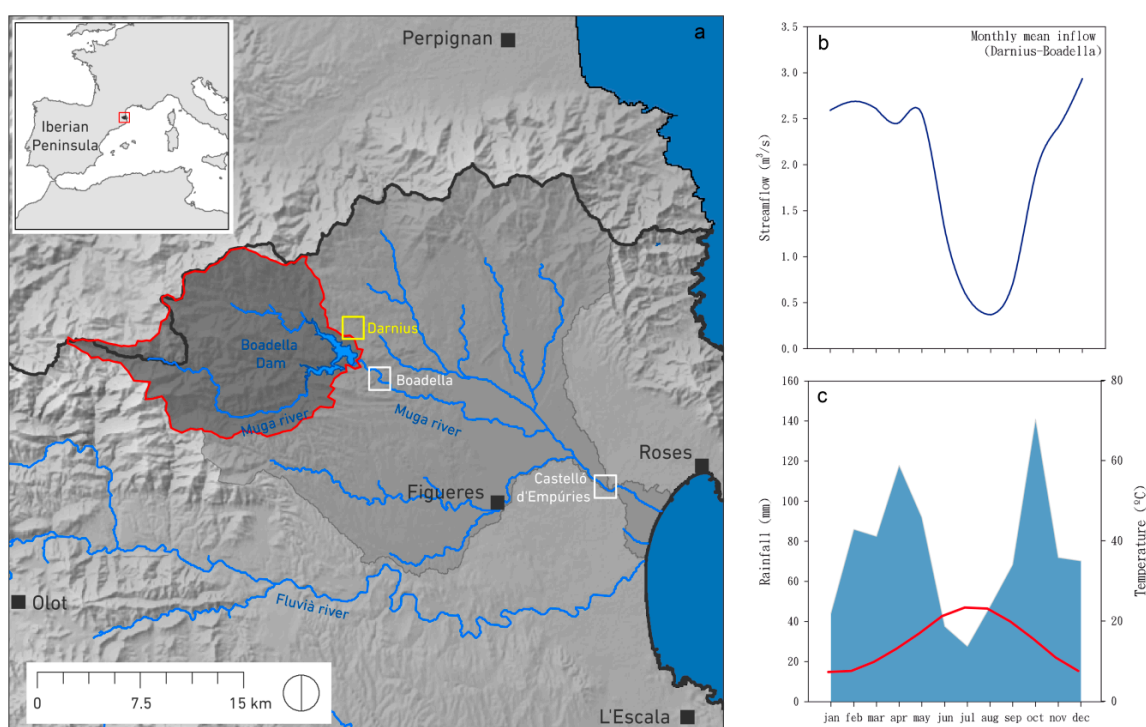 a
Perpignan
Iberian
Peninsula
Darnius
Boadella
Dam
Boadella
Muga river
Muga river
Roses
Castelló
d'Empúries
Figueres
Olot
Fluvià river
0
7.5
15 km
L'Escala
b
Monthly mean inflow
(Darnius-Boadella)
3.5
3.0
2.5
2.0
1.5
1.0
0.5
0.0
Streamflow (m³/s)
c
160
140
120
100
80
60
40
20
0
Rainfall (mm)
80
60
40
20
0
Temperature (ºC)
jan feb mar apr may jun jul aug sep oct nov dec